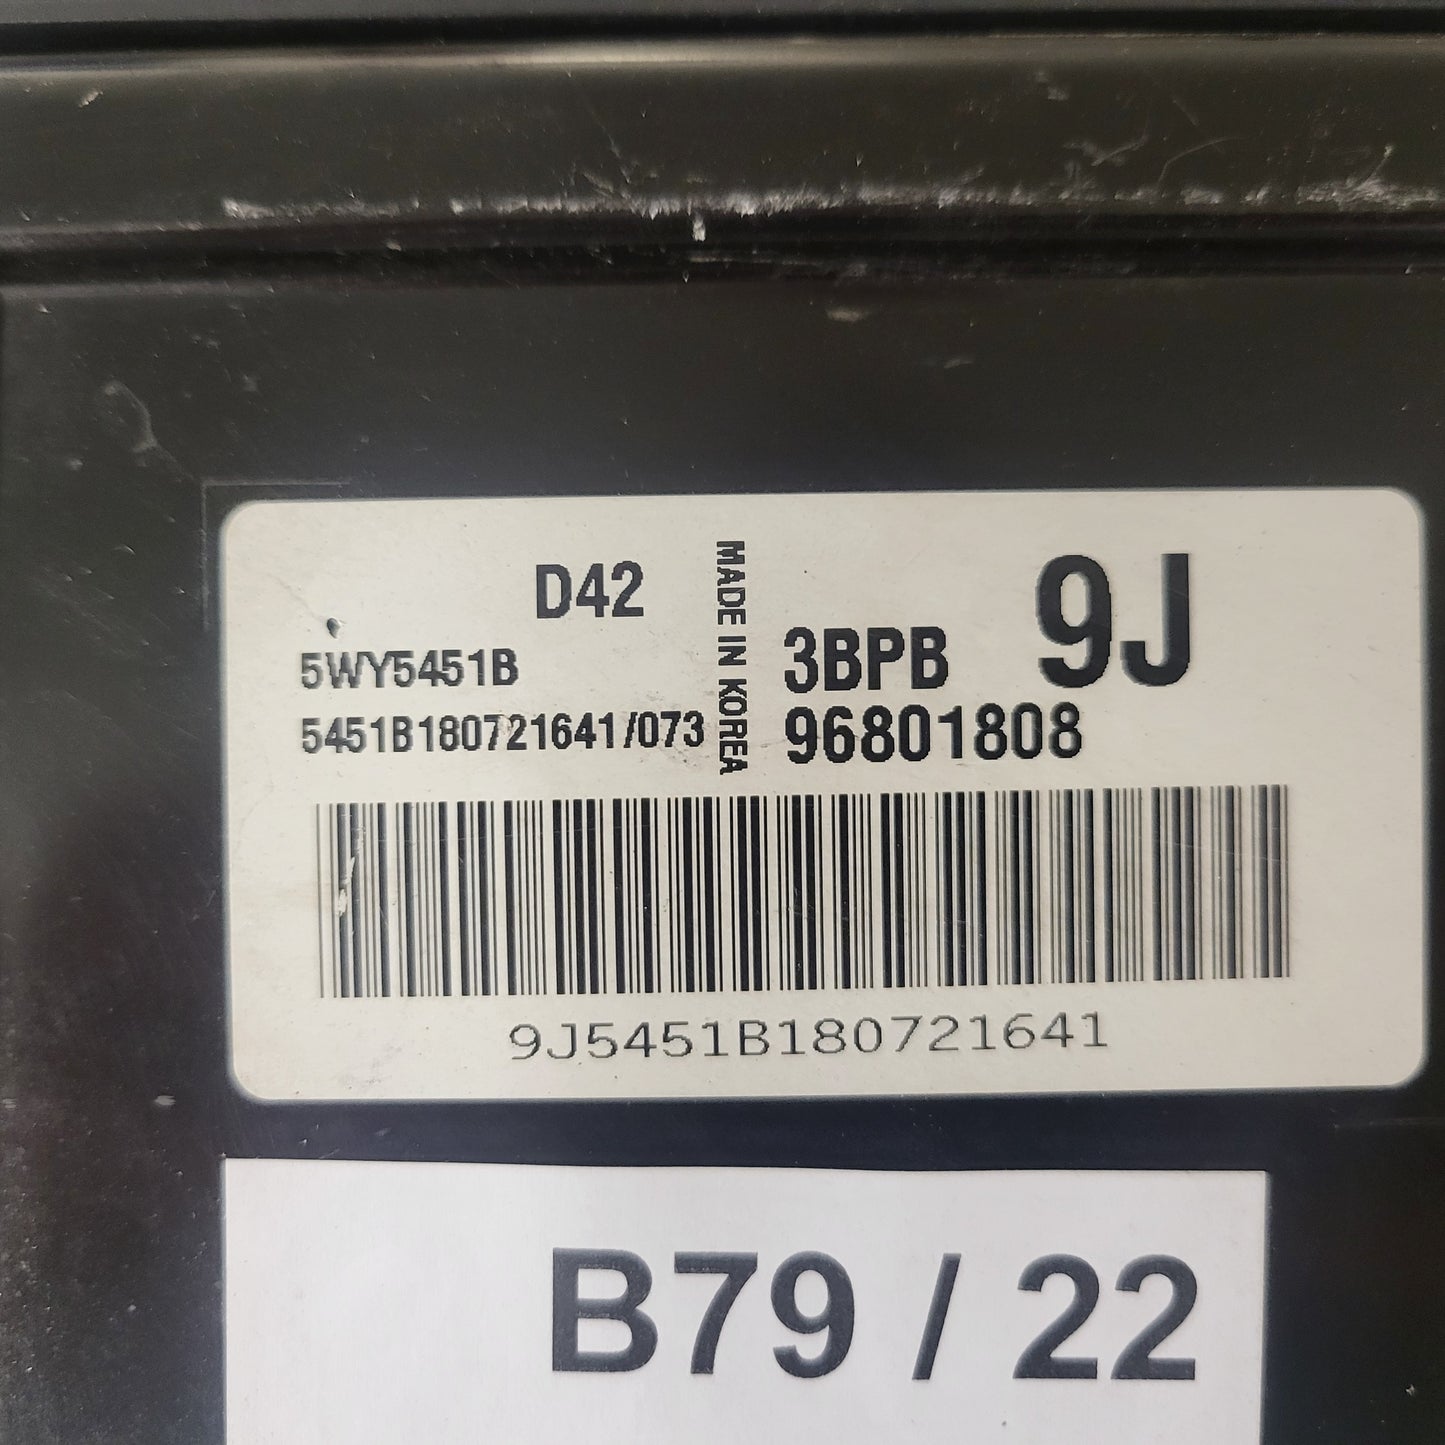 D42
5WY5451B
5451B180721641/073
MADE IN KOREA
3BPB
9J
96801808
9J5451B180721641
B79 / 22